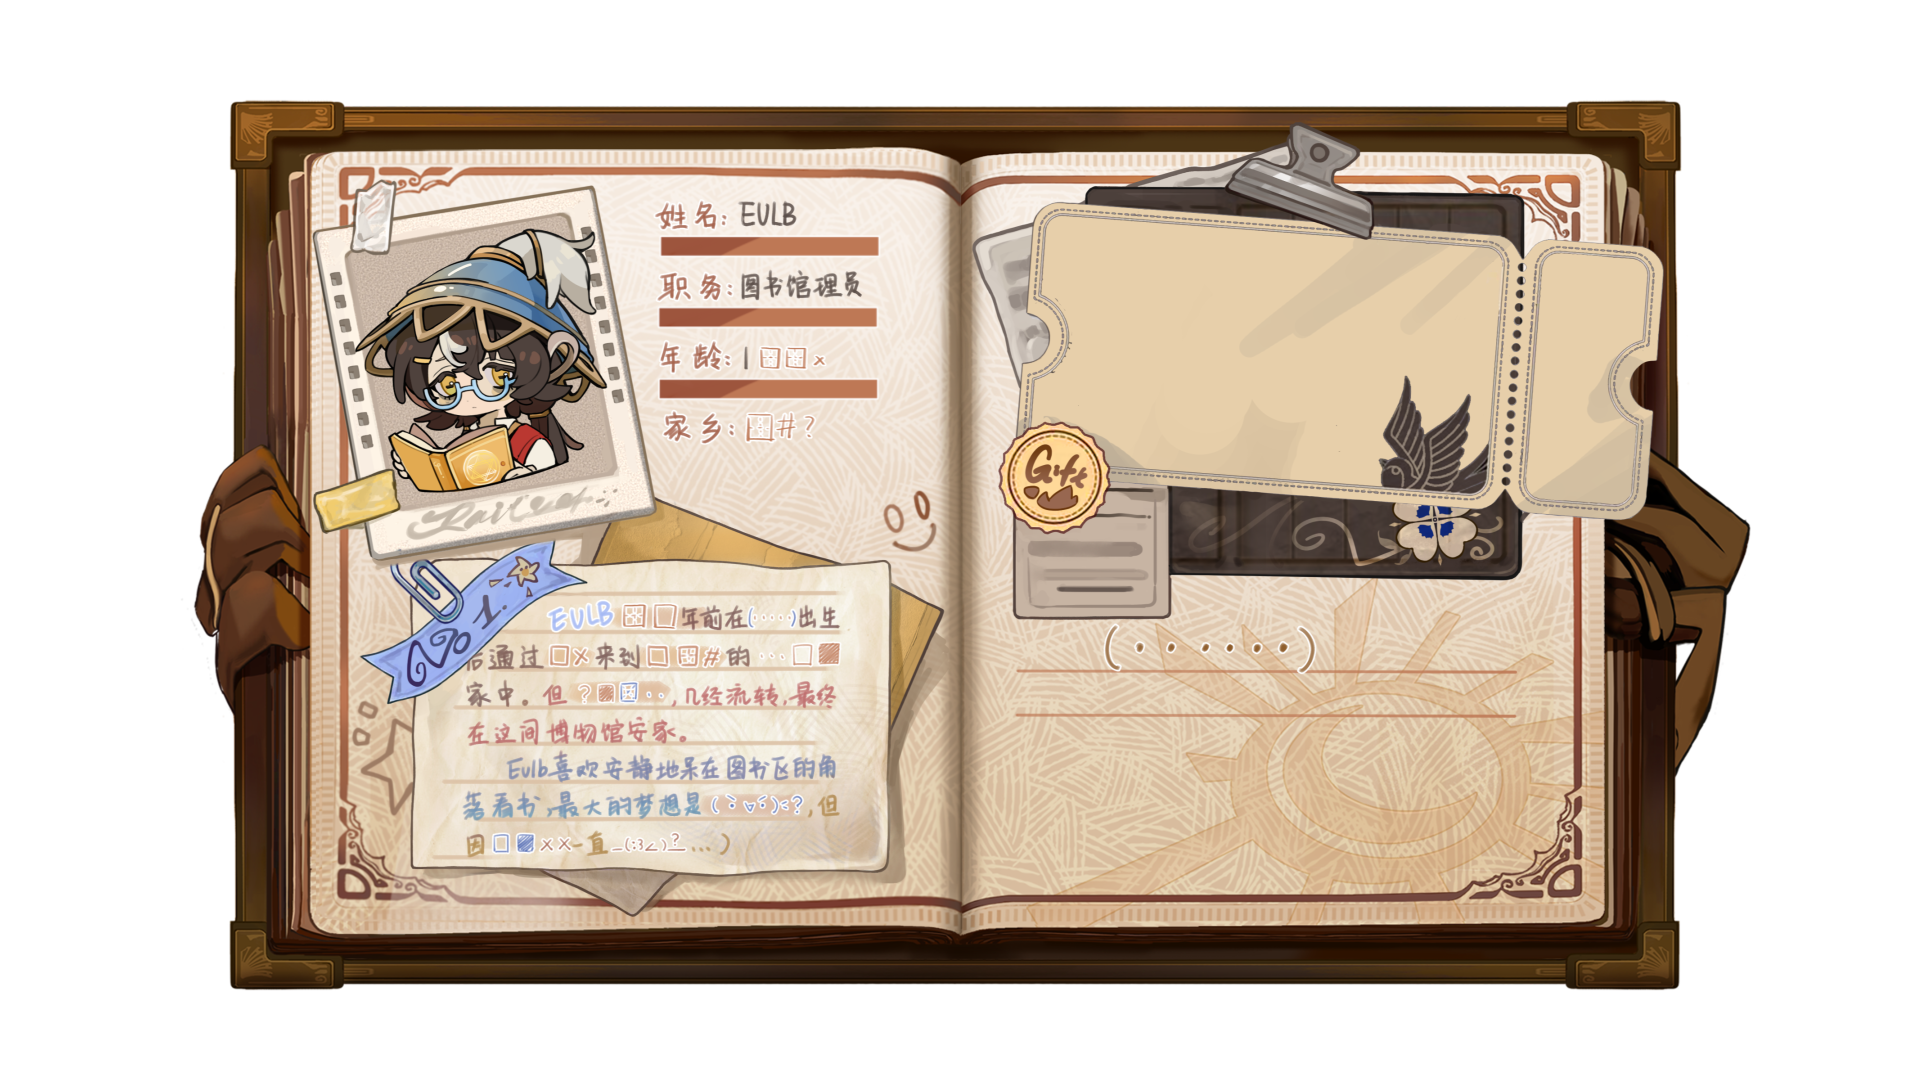 姓名: EULB
职务: 图书馆理员
年龄: 1□□x
家乡: □#?
No 1.
EULB□□年前在(·····)出生
后通过□×来到□□#的···□■
家中。但?■□··,几经流转,最终
在这间博物馆安家。
Eulb喜欢安静地呆在图书区的角
落看书,最大的梦想是(`·v·´)<?,但
因□■××一直_(:3∠)?_...)
Gift
(······)